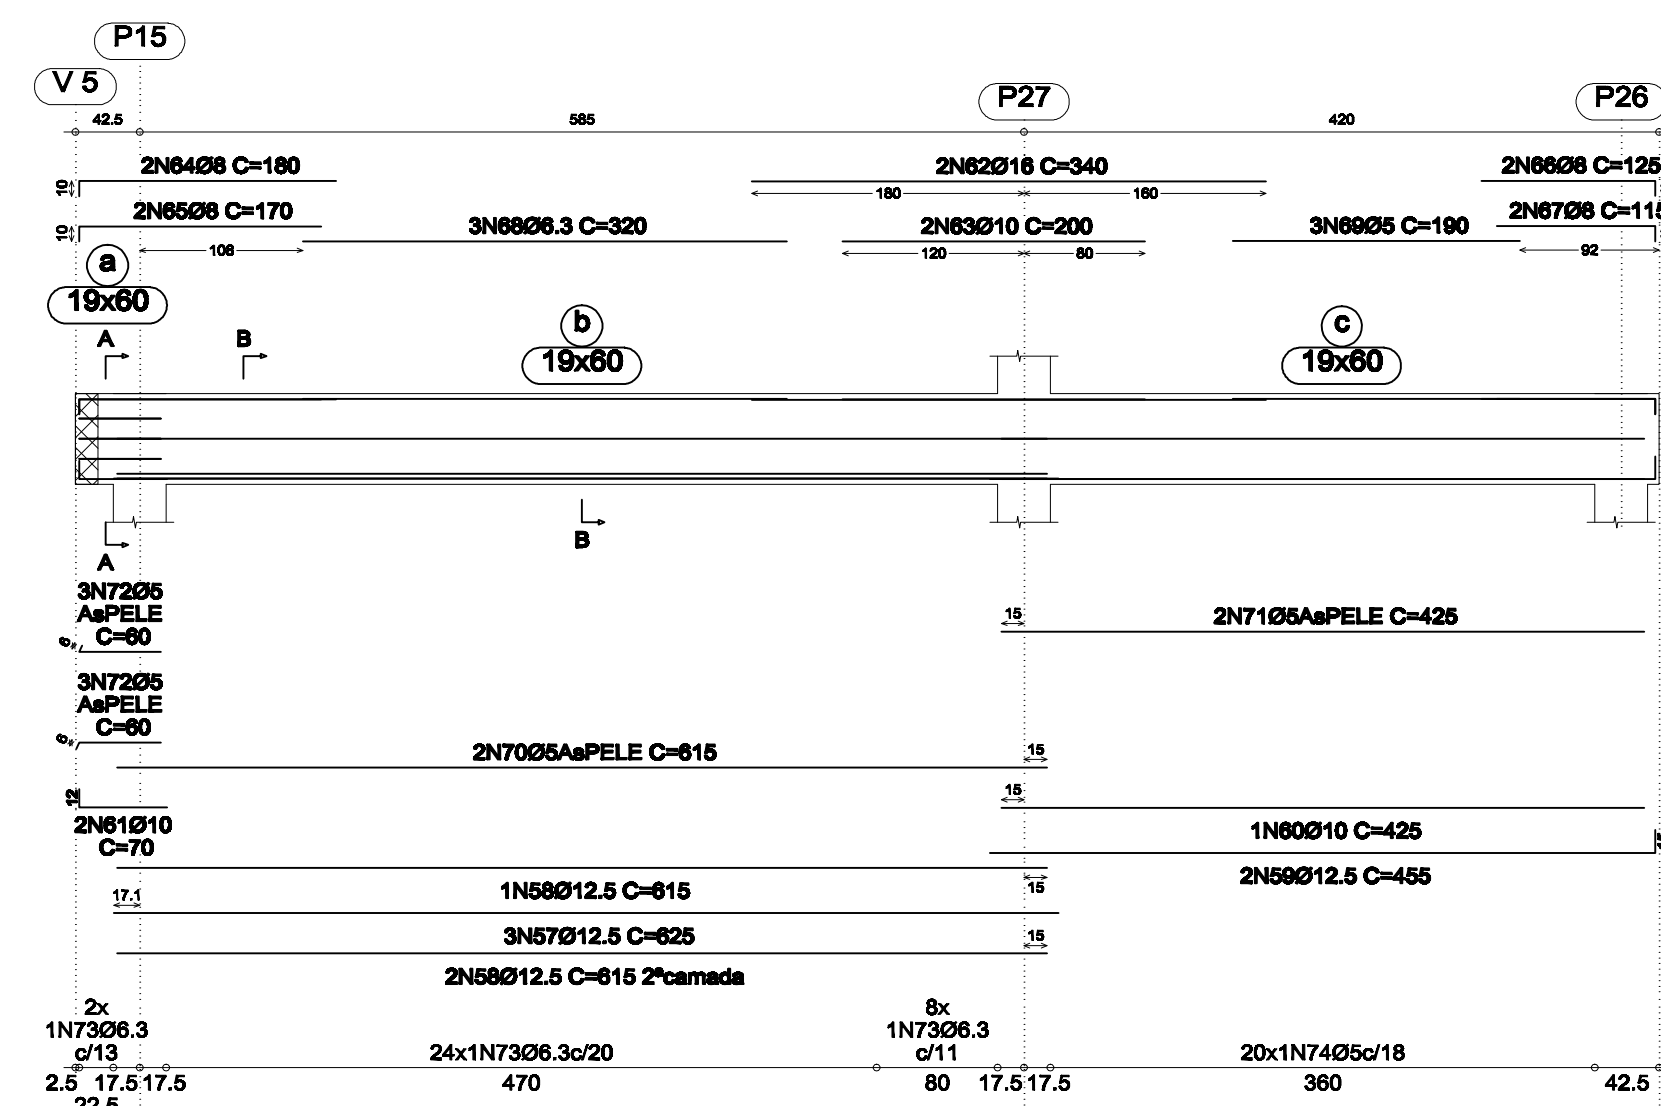 P15
V 5
P27
P26
42.5
585
420
2N64Ø8 C=180
2N62Ø16 C=340
2N66Ø8 C=125
10
180
160
2N65Ø8 C=170
2N67Ø8 C=115
10
3N68Ø6.3 C=320
2N63Ø10 C=200
3N69Ø5 C=190
106
120
80
92
a
19x60
b
19x60
c
19x60
A
B
A
B
3N72Ø5
AsPELE
C=60
6
15
2N71Ø5AsPELE C=425
3N72Ø5
AsPELE
C=60
6
2N70Ø5AsPELE C=615
15
12
15
2N61Ø10
C=70
1N60Ø10 C=425
1N58Ø12.5 C=615
15
2N59Ø12.5 C=455
17.1
3N57Ø12.5 C=625
15
2N58Ø12.5 C=615 2ªcamada
2x
1N73Ø6.3
c/13
24x1N73Ø6.3c/20
8x
1N73Ø6.3
c/11
20x1N74Ø5c/18
2.5
17.5
17.5
470
80
17.5
17.5
360
42.5
22.5